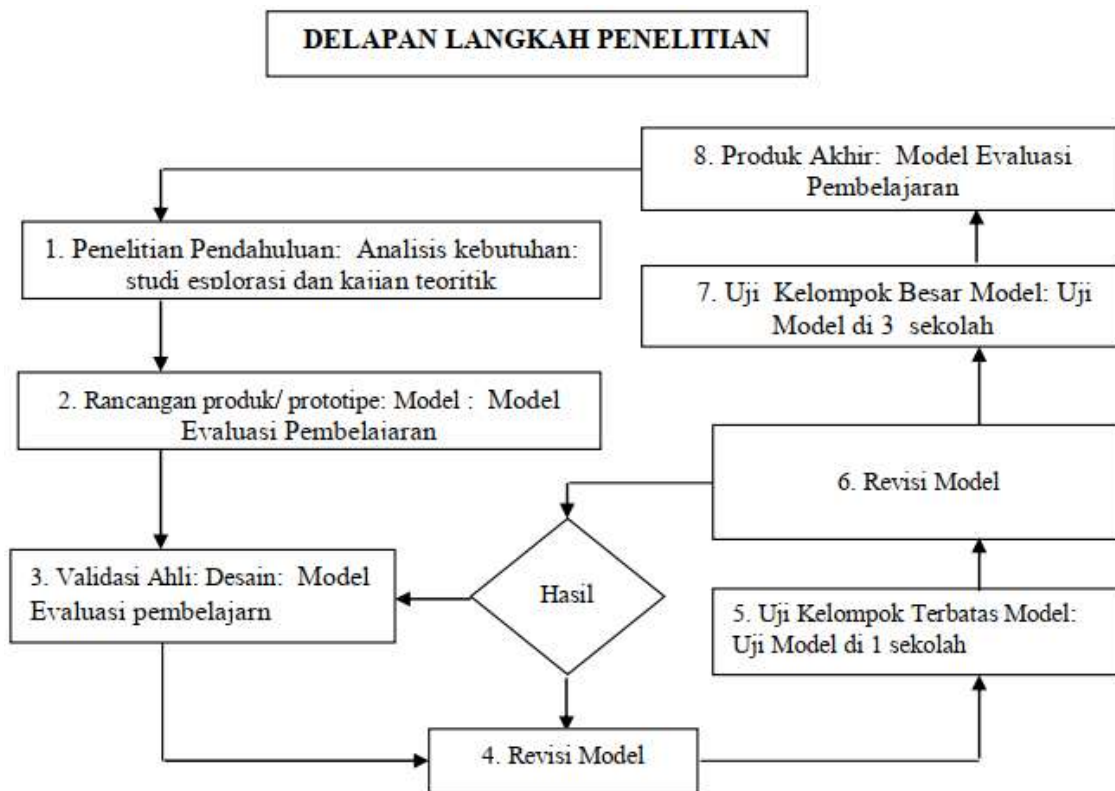 DELAPAN LANGKAH PENELITIAN
8. Produk Akhir: Model Evaluasi
Pembelajaran
1. Penelitian Pendahuluan: Analisis kebutuhan:
studi esplorasi dan kajian teoritik
7. Uji Kelompok Besar Model: Uji
Model di 3 sekolah
2. Rancangan produk/ prototipe: Model : Model
Evaluasi Pembelajaran
6. Revisi Model
3. Validasi Ahli: Desain: Model
Evaluasi pembelajarn
Hasil
5. Uji Kelompok Terbatas Model:
Uji Model di 1 sekolah
4. Revisi Model